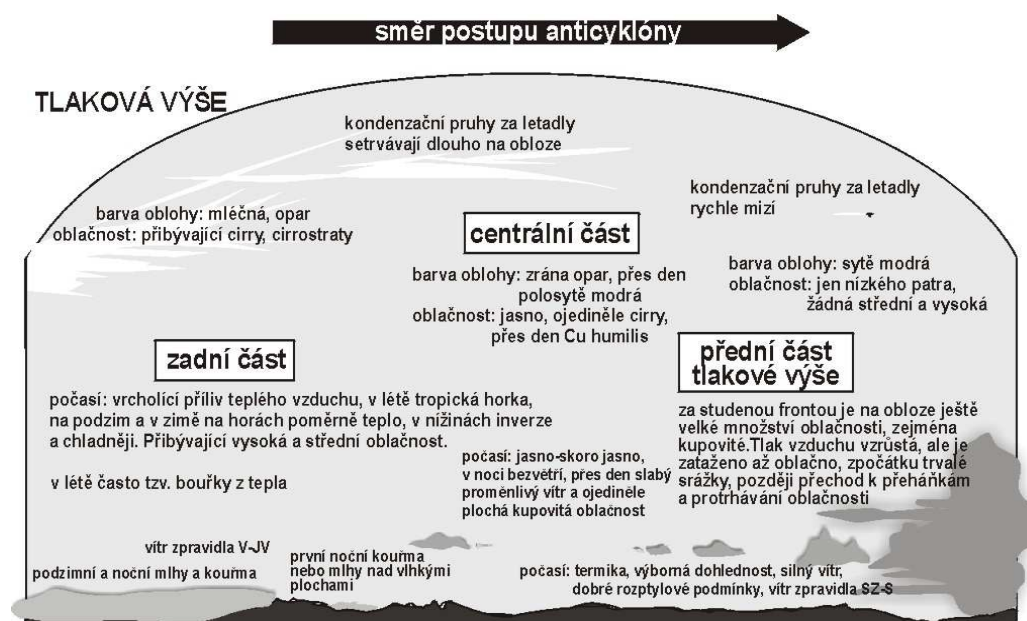 směr postupu anticyklóny
TLAKOVÁ VÝŠE
kondenzační pruhy za letadly
setrvávají dlouho na obloze
kondenzační pruhy za letadly
rychle mizí
barva oblohy: mléčná, opar
oblačnost: přibývající cirry, cirrostraty
centrální část
barva oblohy: zrána opar, přes den
polosytě modrá
oblačnost: jasno, ojediněle cirry,
přes den Cu humilis
barva oblohy: sytě modrá
oblačnost: jen nízkého patra,
žádná střední a vysoká
zadní část
počasí: vrcholící příliv teplého vzduchu, v létě tropická horka,
na podzim a v zimě na horách poměrně teplo, v nížinách inverze
a chladněji. Přibývající vysoká a střední oblačnost.
v létě často tzv. bouřky z tepla
přední část
tlakové výše
za studenou frontou je na obloze ještě
velké množství oblačnosti, zejména
kupovité.Tlak vzduchu vzrůstá, ale je
zataženo až oblačno, zpočátku trvalé
srážky, později přechod k přeháňkám
a protrhávání oblačnosti
počasí: jasno-skoro jasno,
v noci bezvětří, přes den slabý
proměnlivý vítr a ojediněle
plochá kupovitá oblačnost
vítr zpravidla V-JV
podzimní a noční mlhy a kouřma
první noční kouřma
nebo mlhy nad vlhkými
plochami
počasí: termika, výborná dohlednost, silný vítr,
dobré rozptylové podmínky, vítr zpravidla SZ-S